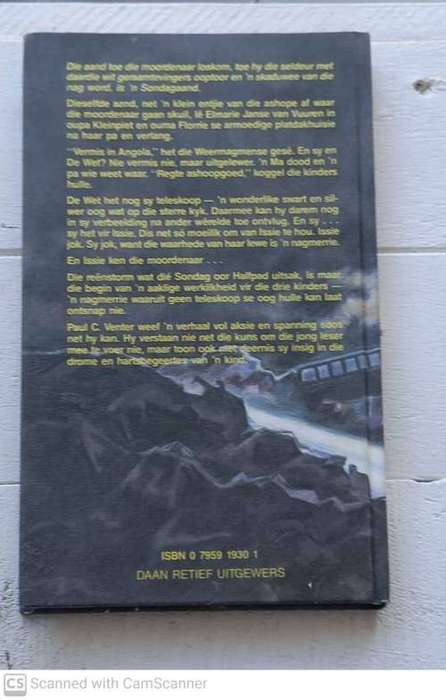 Die aand toe die moordenaar loskom, toe hy die seldeur met
daardie wit geraamtevingers ooptoor en 'n skaduwee van die
nag word, is 'n Sondagaand.
Dieselfde aand, net 'n klein entjie van die ashope af waar
die moordenaar gaan skuil, lê Elmarie Janse van Vuuren in
oupa Kleinpiet en ouma Florrie se armoedige platdakhuisie
na haar pa en verlang.
"Vermis in Angola," het die Weermagmense gesê. En sy en
De Wet? Nie vermis nie, maar uitgelewer. 'n Ma dood en 'n
pa wie weet waar. "Regte ashoopgoed," koggel die kinders
hulle.
De Wet het nog sy teleskoop — 'n wonderlike swart en sil-
wer oog wat op die sterre kyk. Daarmee kan hy darem nog
in sy verbeelding na ander wêrelde toe ontvlug. En sy . . .
sy het vir Issie. Dis net só moeilik om van Issie te hou. Issie
jok. Sy jok, want die waarhede van haar lewe is 'n nagmerrie.
En Issie ken die moordenaar . . .
Die reënstorm wat dié Sondag oor Halfpad uitsak, is maar
die begin van 'n aaklige werklikheid vir die drie kinders —
'n nagmerrie waaruit geen teleskoop se oog hulle kan laat
ontsnap nie.
Paul C. Venter weef 'n verhaal vol aksie en spanning soos
net hy kan. Hy verstaan nie net die kuns om die jong leser
mee te voer nie, maar toon ook met deernis sy insig in die
drome en hartsbegeertes van 'n kind.
ISBN 0 7959 1930 1
DAAN RETIEF UITGEWERS
CS Scanned with CamScanner